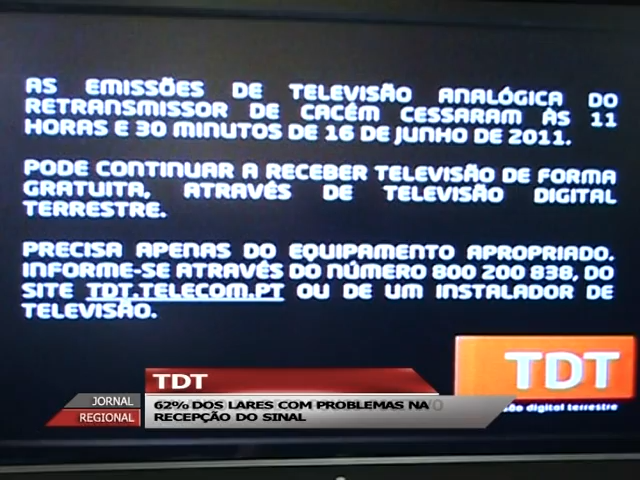 AS EMISSÕES DE TELEVISÃO ANALÓGICA DO
RETRANSMISSOR DE CACÉM CESSARAM ÀS 11
HORAS E 30 MINUTOS DE 16 DE JUNHO DE 2011.
PODE CONTINUAR A RECEBER TELEVISÃO DE FORMA
GRATUITA, ATRAVÉS DE TELEVISÃO DIGITAL
TERRESTRE.
PRECISA APENAS DO EQUIPAMENTO APROPRIADO.
INFORME-SE ATRAVÉS DO NÚMERO 800 200 838, DO
SITE TDT.TELECOM.PT OU DE UM INSTALADOR DE
TELEVISÃO.
TDT
digital terrestre
TDT
JORNAL
REGIONAL
62% DOS LARES COM PROBLEMAS NA
RECEPÇÃO DO SINAL